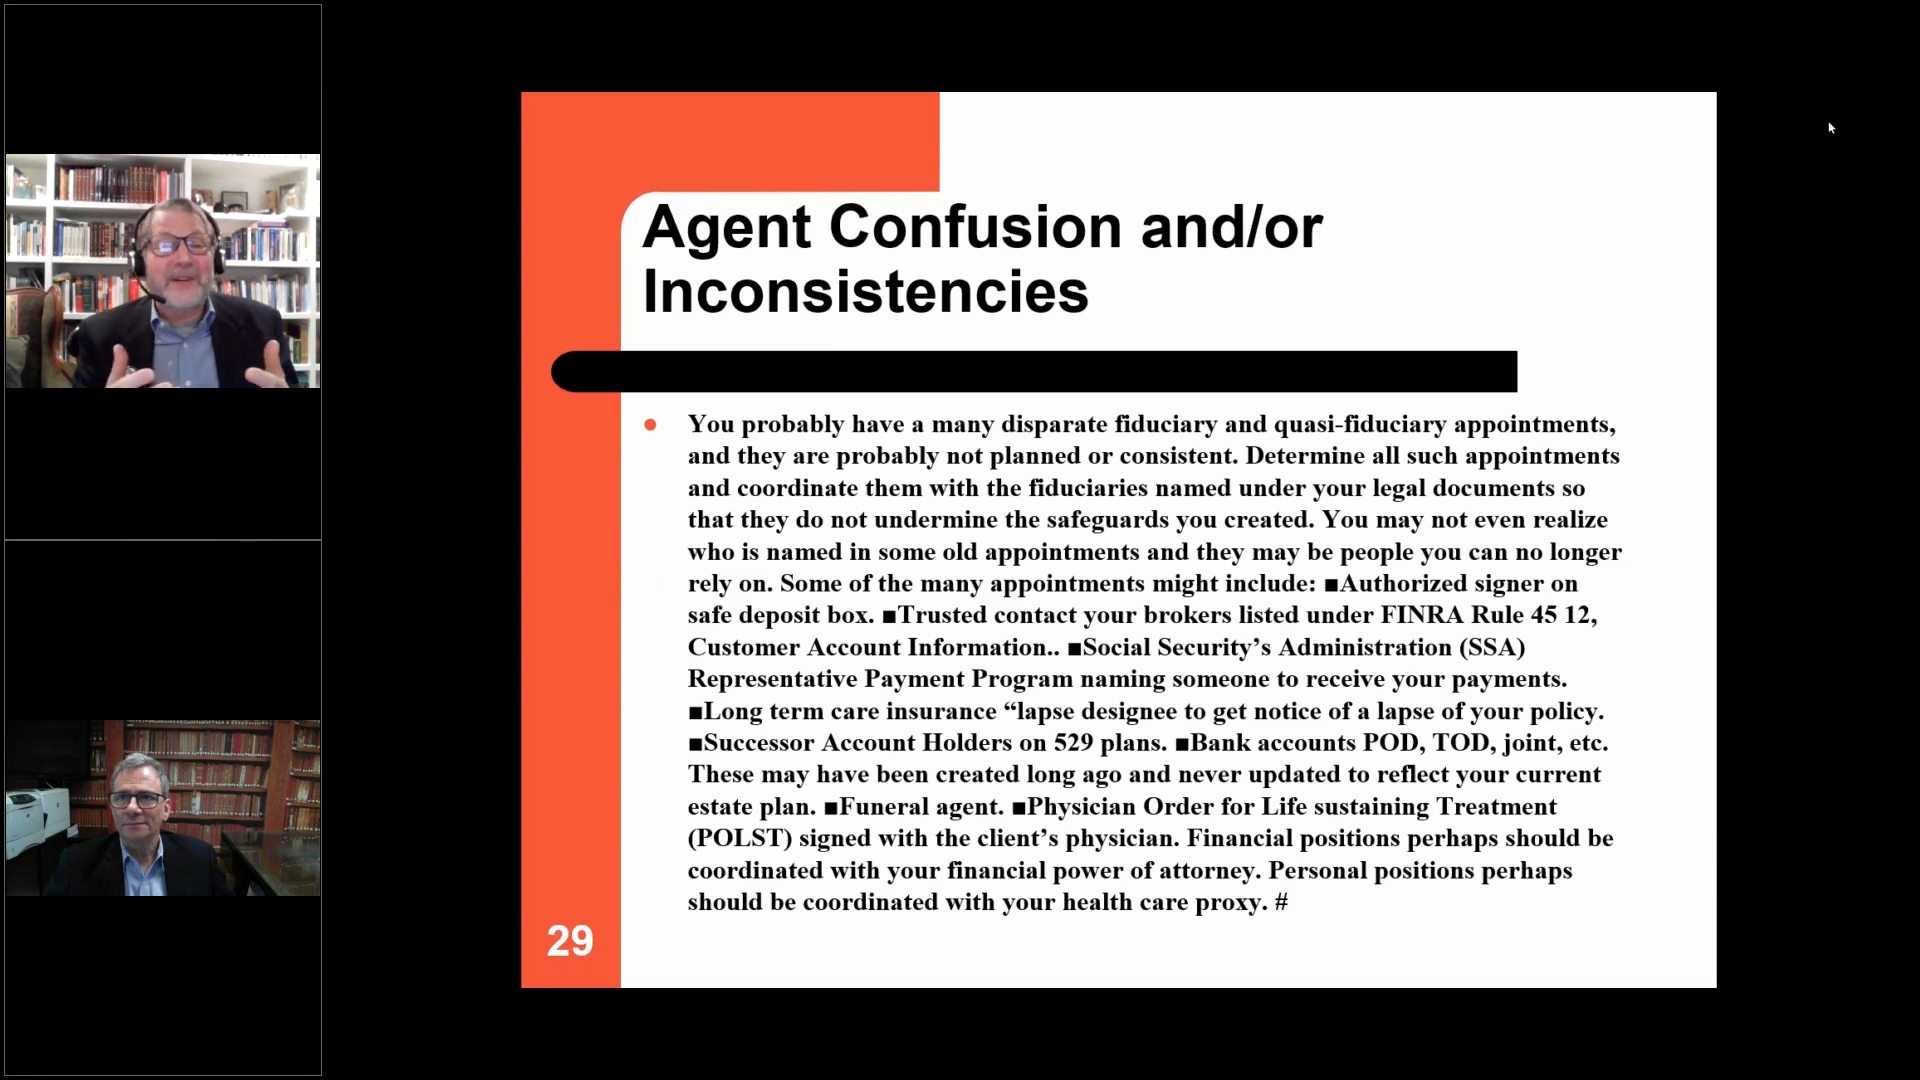 Agent Confusion and/or
Inconsistencies
● You probably have a many disparate fiduciary and quasi-fiduciary appointments,
and they are probably not planned or consistent. Determine all such appointments
and coordinate them with the fiduciaries named under your legal documents so
that they do not undermine the safeguards you created. You may not even realize
who is named in some old appointments and they may be people you can no longer
rely on. Some of the many appointments might include: ■Authorized signer on
safe deposit box. ■Trusted contact your brokers listed under FINRA Rule 45 12,
Customer Account Information.. ■Social Security’s Administration (SSA)
Representative Payment Program naming someone to receive your payments.
■Long term care insurance “lapse designee to get notice of a lapse of your policy.
■Successor Account Holders on 529 plans. ■Bank accounts POD, TOD, joint, etc.
These may have been created long ago and never updated to reflect your current
estate plan. ■Funeral agent. ■Physician Order for Life sustaining Treatment
(POLST) signed with the client’s physician. Financial positions perhaps should be
coordinated with your financial power of attorney. Personal positions perhaps
should be coordinated with your health care proxy. #
29